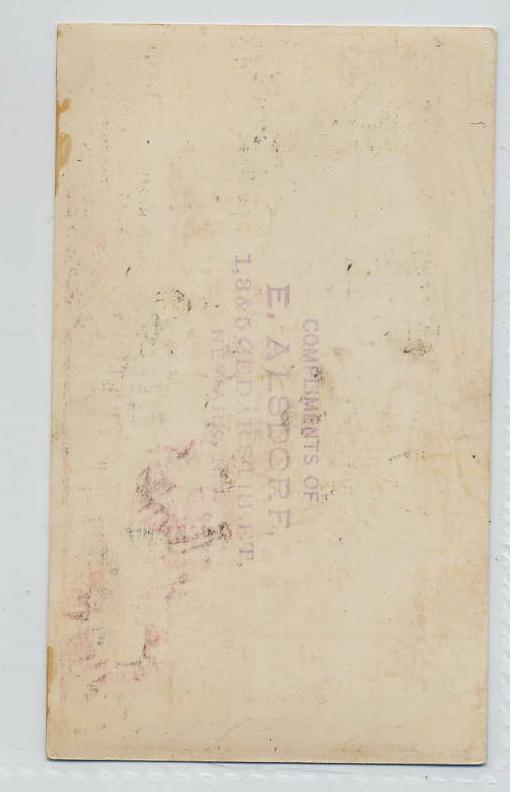 COMPLIMENTS OF
E. ALSDORF,
1,3&5 CEDAR STREET,
NEWARK, N.J.